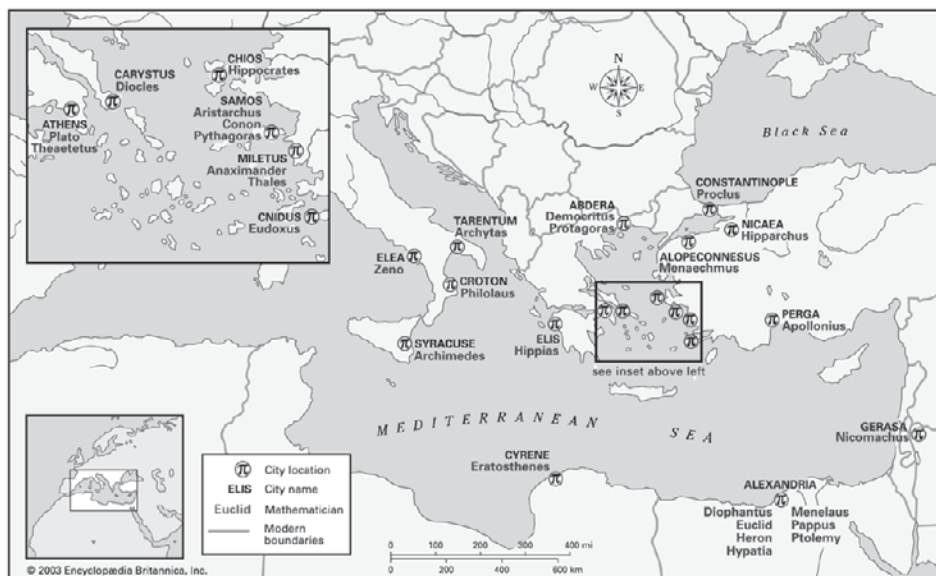 CHIOS
Hippocrates
CARYSTUS
Diocles
SAMOS
Aristarchus
Conon
Pythagoras
ATHENS
Plato
Theaetetus
MILETUS
Anaximander
Thales
CNIDUS
Eudoxus
N
W E
S
Black Sea
CONSTANTINOPLE
Proclus
ABDERA
Democritus
Protagoras
NICAEA
Hipparchus
TARENTUM
Archytas
ALOPECONNESUS
Menaechmus
ELEA
Zeno
CROTON
Philolaus
PERGA
Apollonius
ELIS
Hippias
SYRACUSE
Archimedes
see inset above left
MEDITERRANEAN SEA
GERASA
Nicomachus
CYRENE
Eratosthenes
ALEXANDRIA
Diophantus Menelaus
Euclid Pappus
Heron Ptolemy
Hypatia
π City location
ELIS City name
Euclid Mathematician
Modern
boundaries
0 100 200 300 400 mi
0 200 400 600 km
© 2003 Encyclopædia Britannica, Inc.